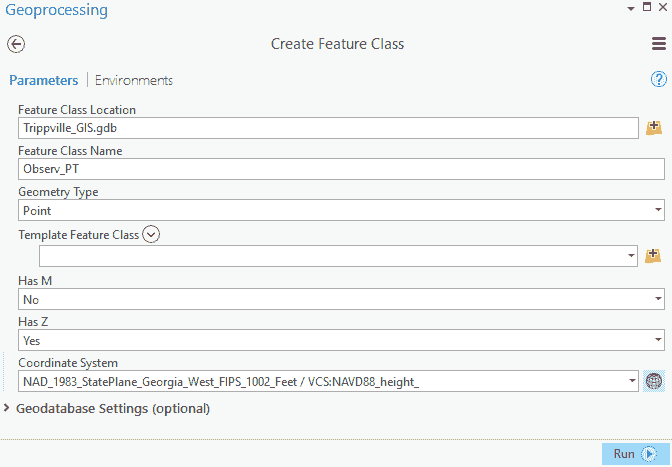 Geoprocessing
Create Feature Class
Parameters | Environments
?
Feature Class Location
Trippville_GIS.gdb
Feature Class Name
Observ_PT
Geometry Type
Point
Template Feature Class
Has M
No
Has Z
Yes
Coordinate System
NAD_1983_StatePlane_Georgia_West_FIPS_1002_Feet / VCS:NAVD88_height_
Geodatabase Settings (optional)
Run